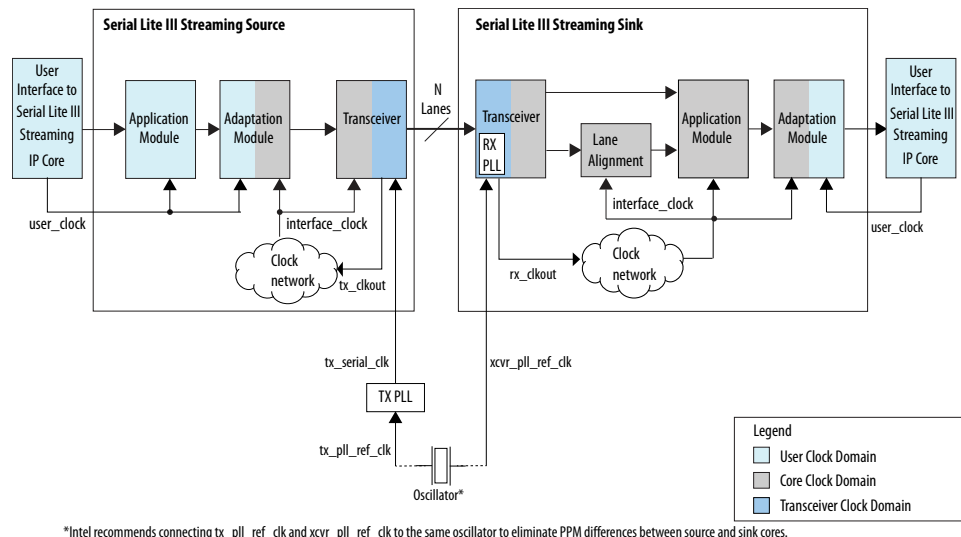 Serial Lite III Streaming Source
Serial Lite III Streaming Sink
User
Interface to
Serial Lite III
Streaming
IP Core
Application
Module
Adaptation
Module
Transceiver
N
Lanes
Transceiver
RX
PLL
Lane
Alignment
Application
Module
Adaptation
Module
User
Interface to
Serial Lite III
Streaming
IP Core
user_clock
interface_clock
Clock
network
tx_clkout
interface_clock
rx_clkout
Clock
network
user_clock
tx_serial_clk
xcvr_pll_ref_clk
TX PLL
tx_pll_ref_clk
Oscillator*
Legend
User Clock Domain
Core Clock Domain
Transceiver Clock Domain
*Intel recommends connecting tx_pll_ref_clk and xcvr_pll_ref_clk to the same oscillator to eliminate PPM differences between source and sink cores.